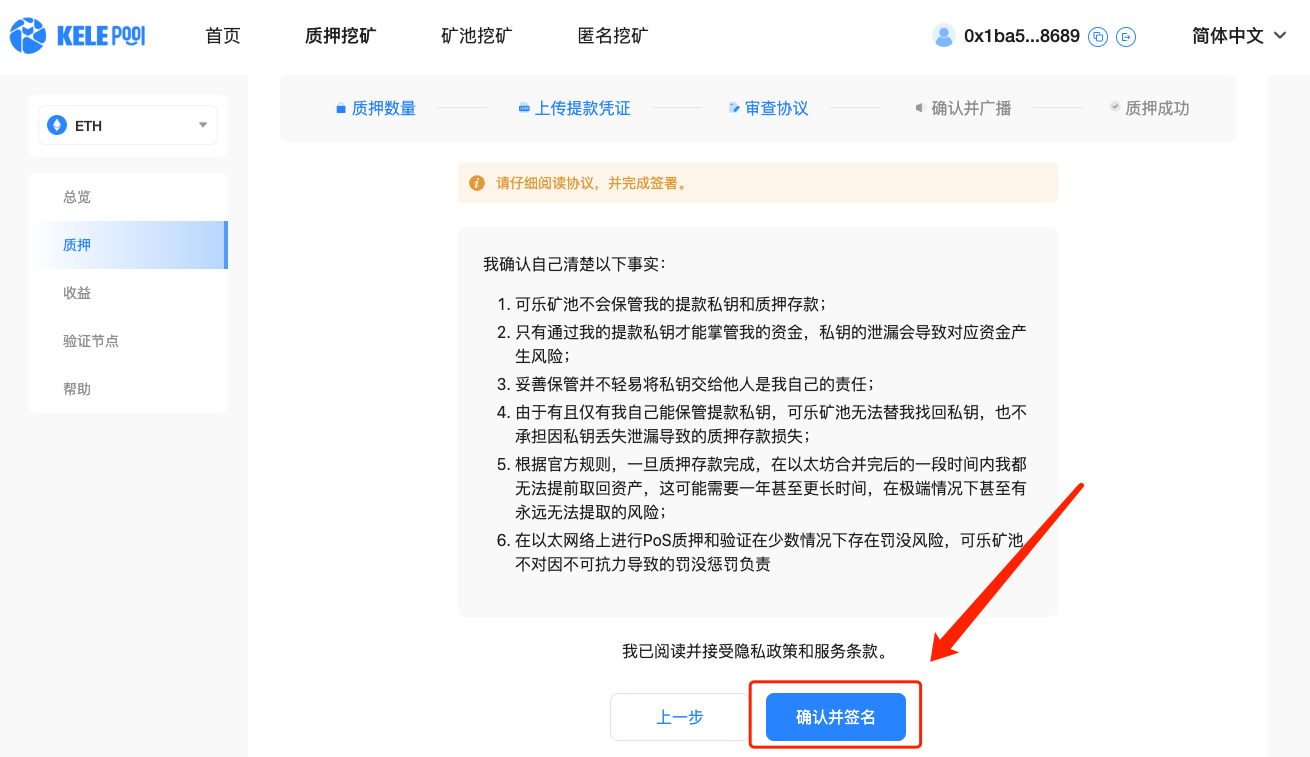 KELE POOl 首页 质押挖矿 矿池挖矿 匿名挖矿 0x1ba5...8689 简体中文
ETH
总览
质押
收益
验证节点
帮助
质押数量 上传提款凭证 审查协议 确认并广播 质押成功
请仔细阅读协议，并完成签署。
我确认自己清楚以下事实：
1. 可乐矿池不会保管我的提款私钥和质押存款；
2. 只有通过我的提款私钥才能掌管我的资金，私钥的泄漏会导致对应资金产
生风险；
3. 妥善保管并不轻易将私钥交给他人是我自己的责任；
4. 由于有且仅有我自己能保管提款私钥，可乐矿池无法替我找回私钥，也不
承担因私钥丢失泄漏导致的质押存款损失；
5. 根据官方规则，一旦质押存款完成，在以太坊合并完后的一段时间内我都
无法提前取回资产，这可能需要一年甚至更长时间，在极端情况下甚至有
永远无法提取的风险；
6. 在以太网络上进行PoS质押和验证在少数情况下存在罚没风险，可乐矿池
不对因不可抗力导致的罚没惩罚负责
我已阅读并接受隐私政策和服务条款。
上一步 确认并签名